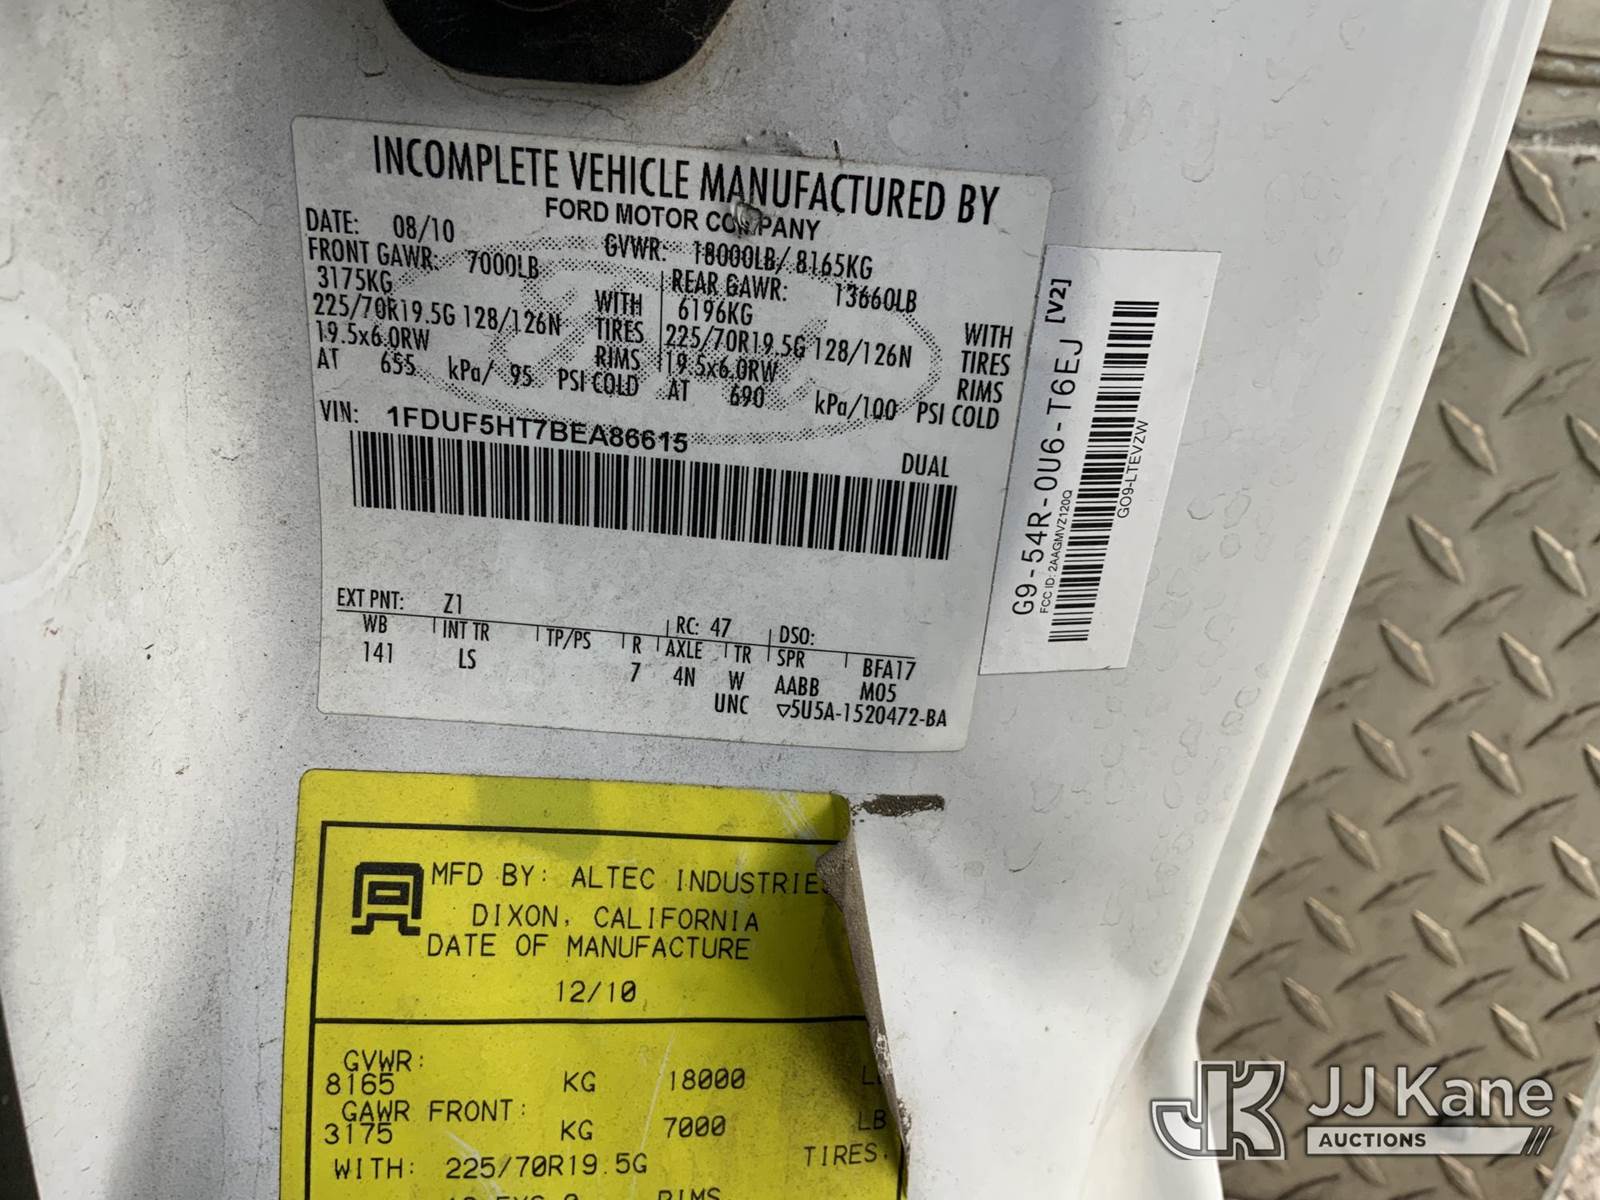 INCOMPLETE VEHICLE MANUFACTURED BY
FORD MOTOR COMPANY
DATE: 08/10 GVWR: 18000LB/ 8165KG
FRONT GAWR: 7000LB REAR GAWR: 13660LB
3175KG WITH 6196KG WITH
225/70R19.5G 128/126N TIRES 225/70R19.5G 128/126N TIRES
19.5x6.0RW RIMS 19.5x6.0RW RIMS
AT 655 kPa/ 95 PSI COLD AT 690 kPa/100 PSI COLD
VIN: 1FDUF5HT7BEA86615
DUAL
EXT PNT: Z1 RC: 47 DSO:
WB INT TR TP/PS R AXLE TR SPR BFA17
141 LS 7 4N W AABB M05
UNC ▽5U5A-1520472-BA
G9-54R-0U6-T6EJ [V2]
FCC ID: 2AAGMVZ120Q
GO9-LTEVZW
MFD BY: ALTEC INDUSTRIES
DIXON, CALIFORNIA
DATE OF MANUFACTURE
12/10
GVWR:
8165 KG 18000
GAWR FRONT:
3175 KG 7000 LB
WITH: 225/70R19.5G TIRES.
RIMS
JK JJ Kane
AUCTIONS